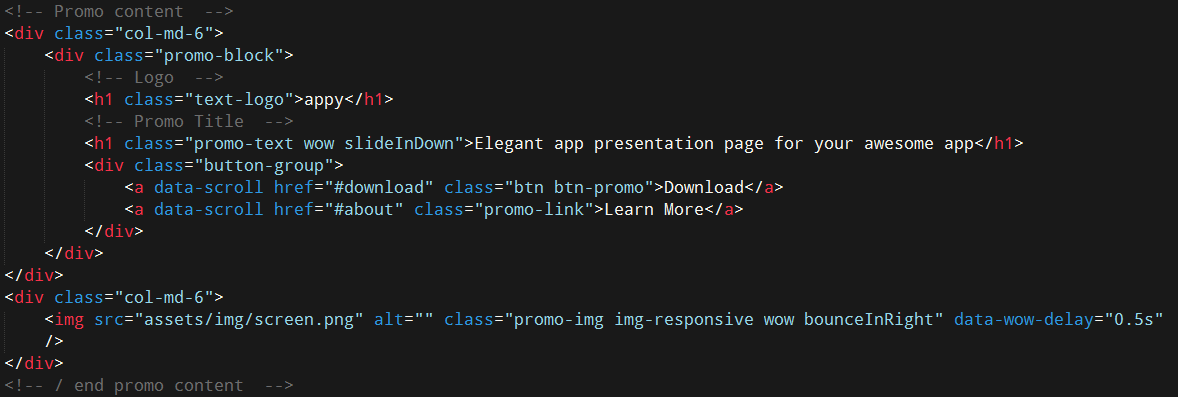 <!-- Promo content  -->
<div class="col-md-6">
    <div class="promo-block">
        <!-- Logo  -->
        <h1 class="text-logo">appy</h1>
        <!-- Promo Title  -->
        <h1 class="promo-text wow slideInDown">Elegant app presentation page for your awesome app</h1>
        <div class="button-group">
            <a data-scroll href="#download" class="btn btn-promo">Download</a>
            <a data-scroll href="#about" class="promo-link">Learn More</a>
        </div>
    </div>
</div>
<div class="col-md-6">
    <img src="assets/img/screen.png" alt="" class="promo-img img-responsive wow bounceInRight" data-wow-delay="0.5s"
    />
</div>
<!-- / end promo content  -->